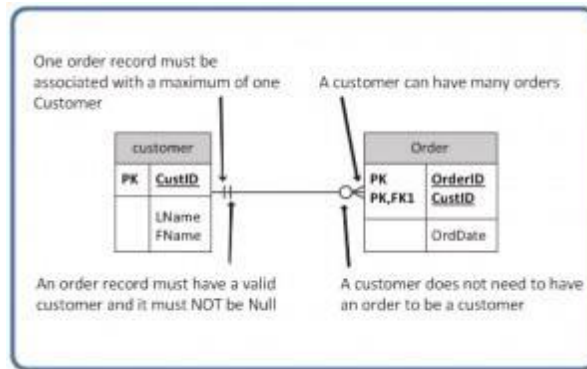 One order record must be
associated with a maximum of one
Customer
A customer can have many orders
customer
PK CustID
LName
FName
Order
PK OrderID
PK,FK1 CustID
OrdDate
An order record must have a valid
customer and it must NOT be Null
A customer does not need to have
an order to be a customer